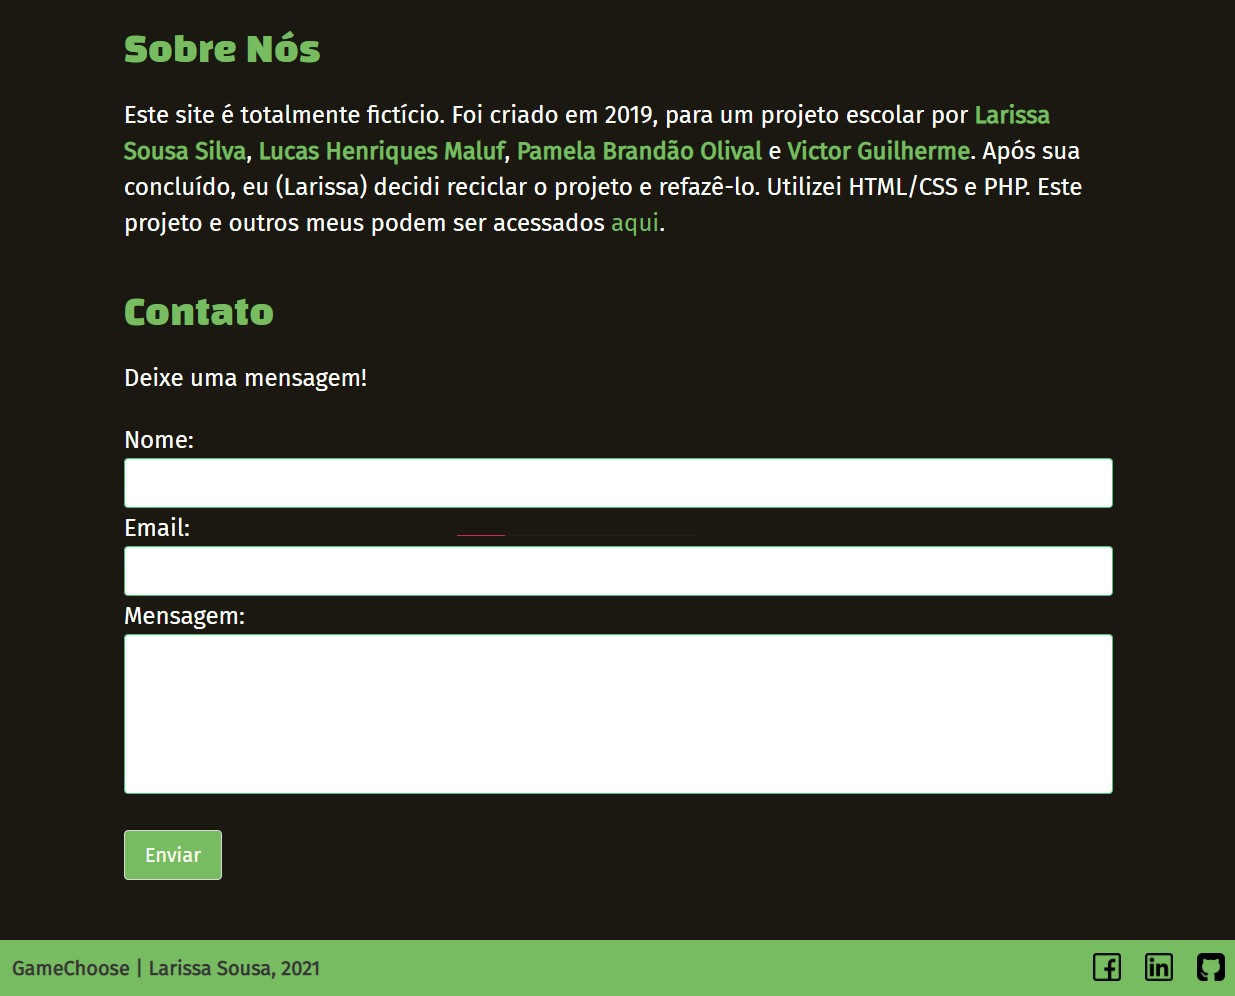 Sobre Nós
Este site é totalmente fictício. Foi criado em 2019, para um projeto escolar por Larissa
Sousa Silva, Lucas Henriques Maluf, Pamela Brandão Olival e Victor Guilherme. Após sua
concluído, eu (Larissa) decidi reciclar o projeto e refazê-lo. Utilizei HTML/CSS e PHP. Este
projeto e outros meus podem ser acessados aqui.
Contato
Deixe uma mensagem!
Nome:
Email:
Mensagem:
Enviar
GameChoose | Larissa Sousa, 2021